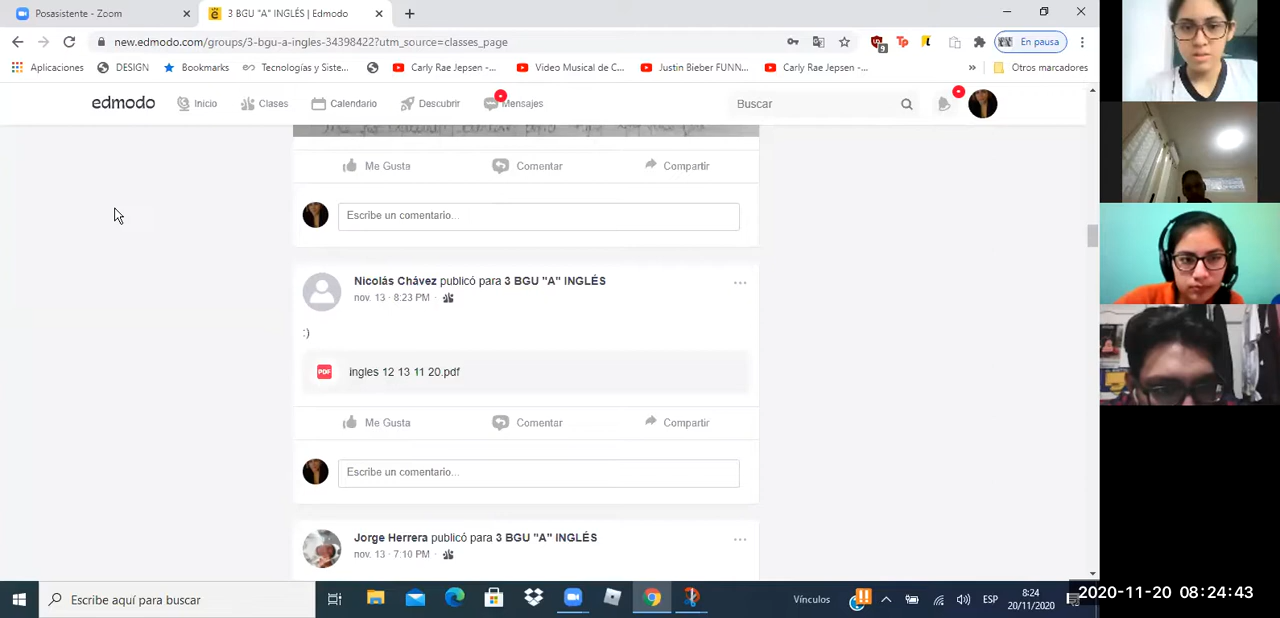 Posasistente - Zoom
3 BGU "A" INGLÉS | Edmodo
new.edmodo.com/groups/3-bgu-a-ingles-34398422?utm_source=classes_page
9
Tp
En pausa
Aplicaciones
DESIGN
Bookmarks
Tecnologías y Siste...
Carly Rae Jepsen -...
Video Musical de C...
Justin Bieber FUNN...
Carly Rae Jepsen -...
»
Otros marcadores
edmodo
Inicio
Clases
Calendario
Descubrir
Mensajes
Buscar
Me Gusta
Comentar
Compartir
Escribe un comentario...
Nicolás Chávez publicó para 3 BGU "A" INGLÉS
nov. 13 · 8:23 PM ·
:)
PDF
ingles 12 13 11 20.pdf
Me Gusta
Comentar
Compartir
Escribe un comentario...
Jorge Herrera publicó para 3 BGU "A" INGLÉS
nov. 13 · 7:10 PM ·
Escribe aquí para buscar
Vínculos
ESP
8:24
20/11/2020
2020-11-20 08:24:43